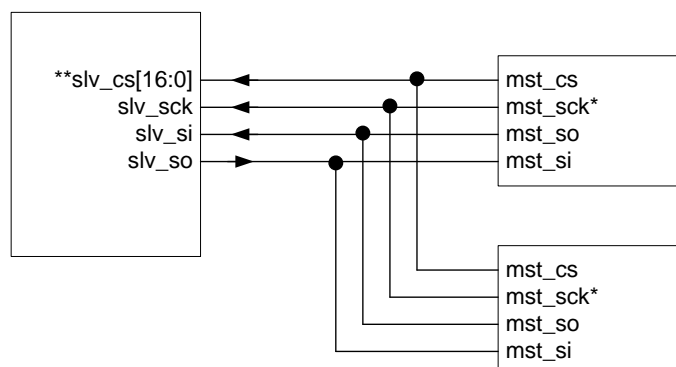 **slv_cs[16:0]
slv_sck
slv_si
slv_so
mst_cs
mst_sck*
mst_so
mst_si
mst_cs
mst_sck*
mst_so
mst_si